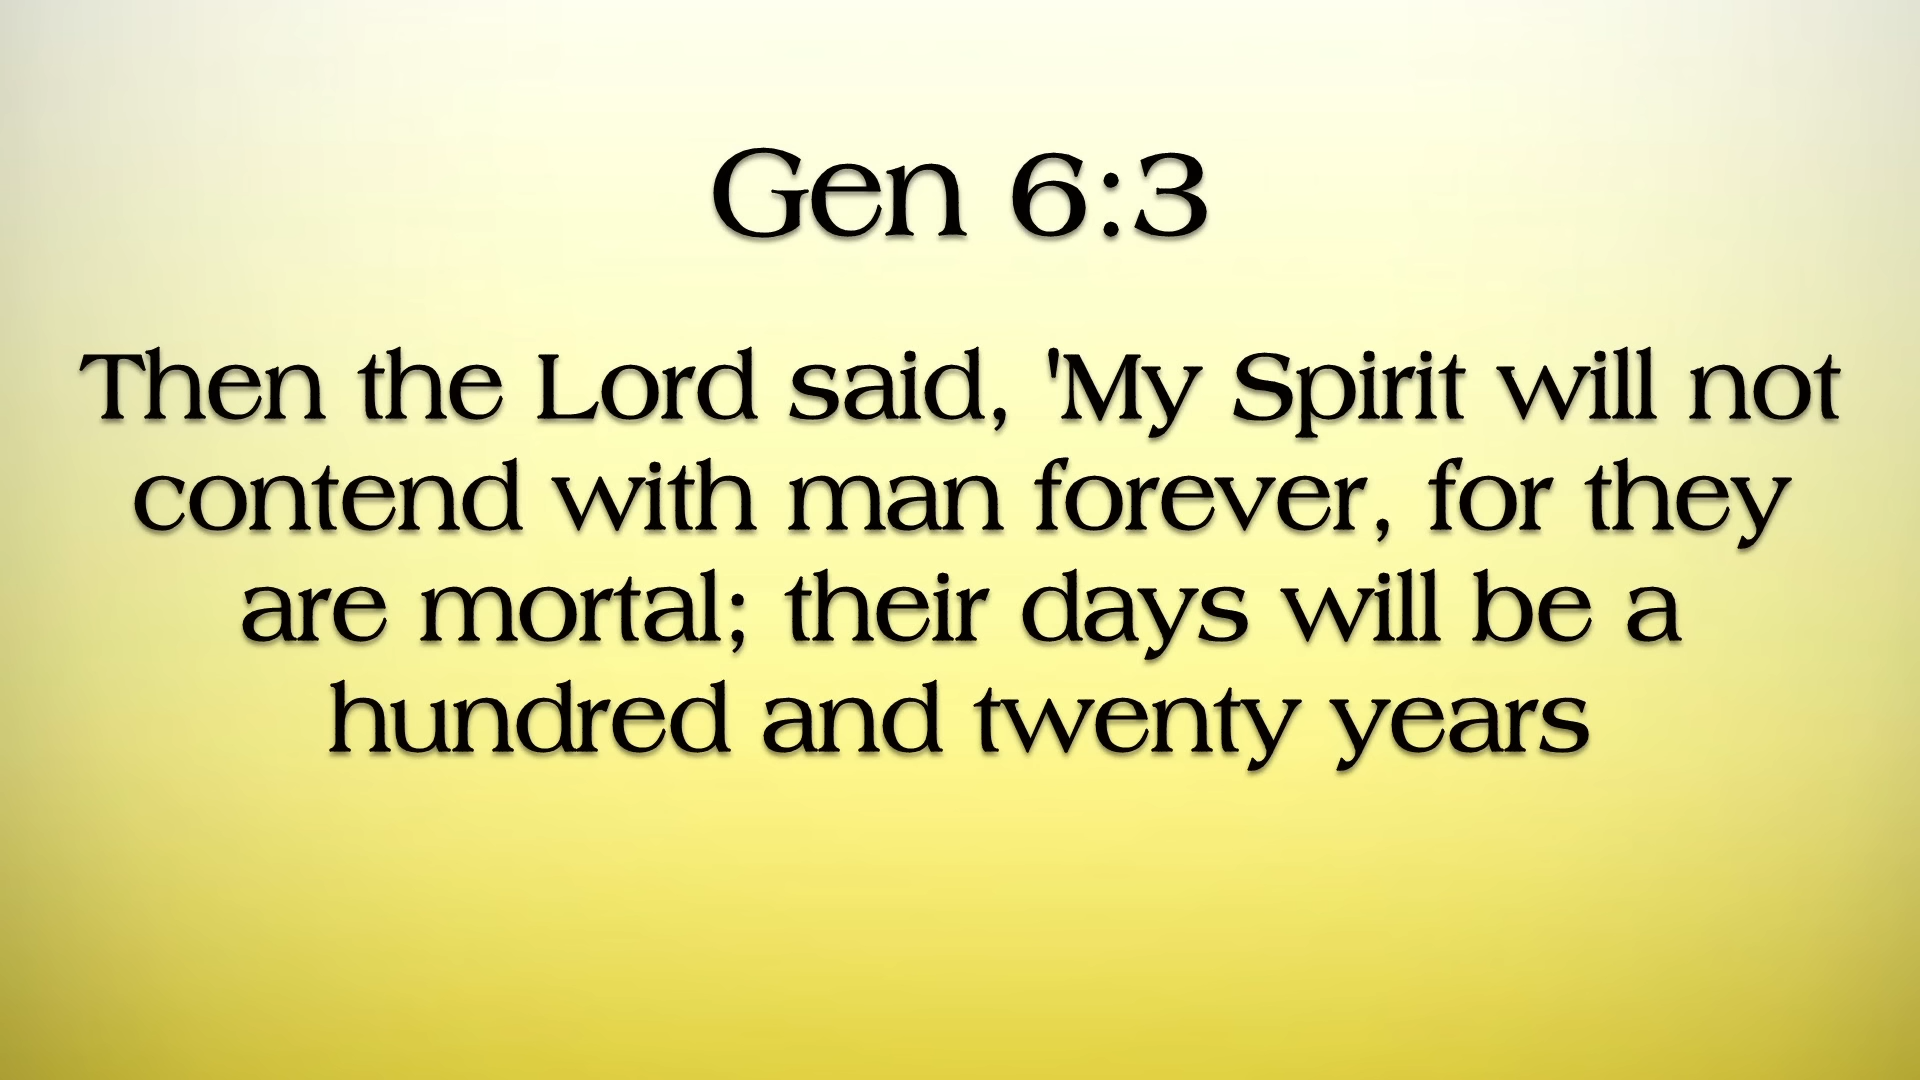 Gen 6:3
Then the Lord said, 'My Spirit will not
contend with man forever, for they
are mortal; their days will be a
hundred and twenty years